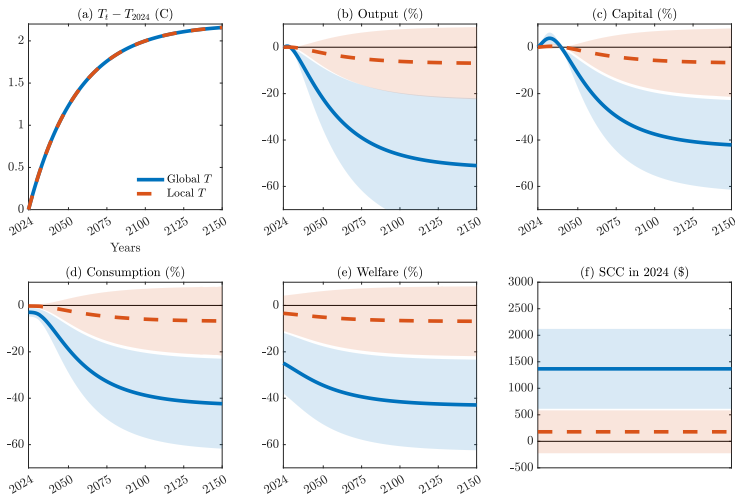 (a) T_t − T_2024 (C)
(b) Output (%)
(c) Capital (%)
2
1.5
1
0.5
0
Global T
Local T
2024 2050 2075 2100 2125 2150
Years
0
-20
-40
-60
2024 2050 2075 2100 2125 2150
0
-20
-40
-60
2024 2050 2075 2100 2125 2150
(d) Consumption (%)
(e) Welfare (%)
(f) SCC in 2024 ($)
0
-20
-40
-60
2024 2050 2075 2100 2125 2150
0
-20
-40
-60
2024 2050 2075 2100 2125 2150
3000
2500
2000
1500
1000
500
0
-500